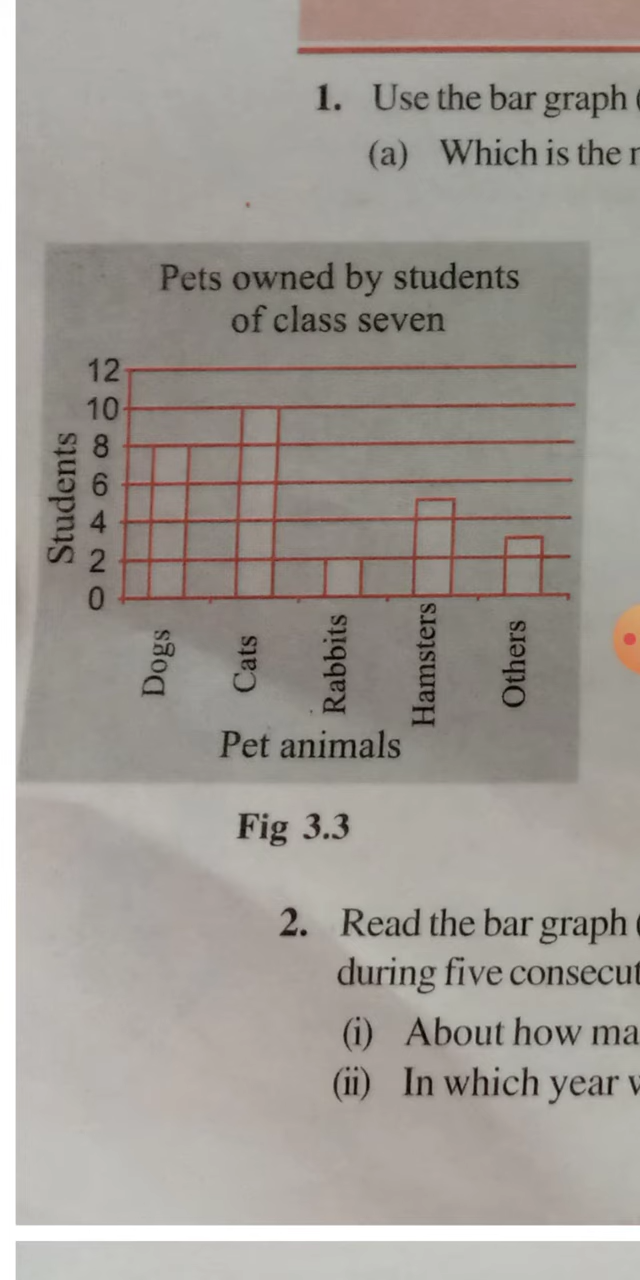 1. Use the bar graph (
(a) Which is the
Pets owned by students
of class seven
12
10
8
6
4
2
0
Students
Dogs
Cats
Rabbits
Hamsters
Others
Pet animals
Fig 3.3
2. Read the bar graph (
during five
(i) About how
(ii) In which year